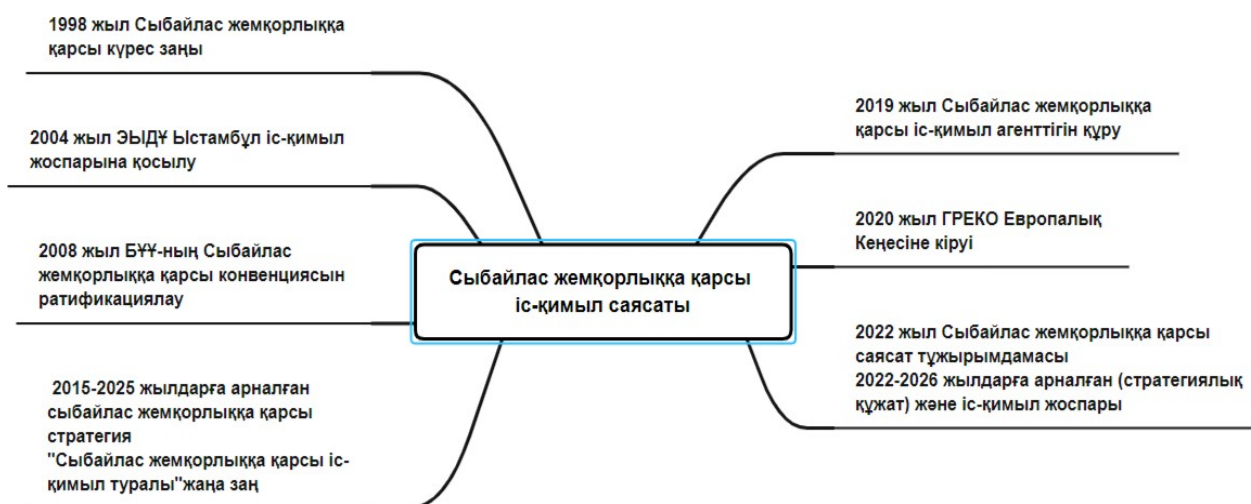 1998 жыл Сыбайлас жемқорлыққа
қарсы күрес заңы
2004 жыл ЭЫДҰ Ыстамбұл іс-қимыл
жоспарына қосылу
2008 жыл БҰҰ-ның Сыбайлас
жемқорлыққа қарсы конвенциясын
ратификациялау
2015-2025 жылдарға арналған
сыбайлас жемқорлыққа қарсы
стратегия
"Сыбайлас жемқорлыққа қарсы іс-
қимыл туралы"жаңа заң
Сыбайлас жемқорлыққа қарсы
іс-қимыл саясаты
2019 жыл Сыбайлас жемқорлыққа
қарсы іс-қимыл агенттігін құру
2020 жыл ГРЕКО Европалық
Кеңесіне кіруі
2022 жыл Сыбайлас жемқорлыққа қарсы
саясат тұжырымдамасы
2022-2026 жылдарға арналған (стратегиялық
құжат) және іс-қимыл жоспары